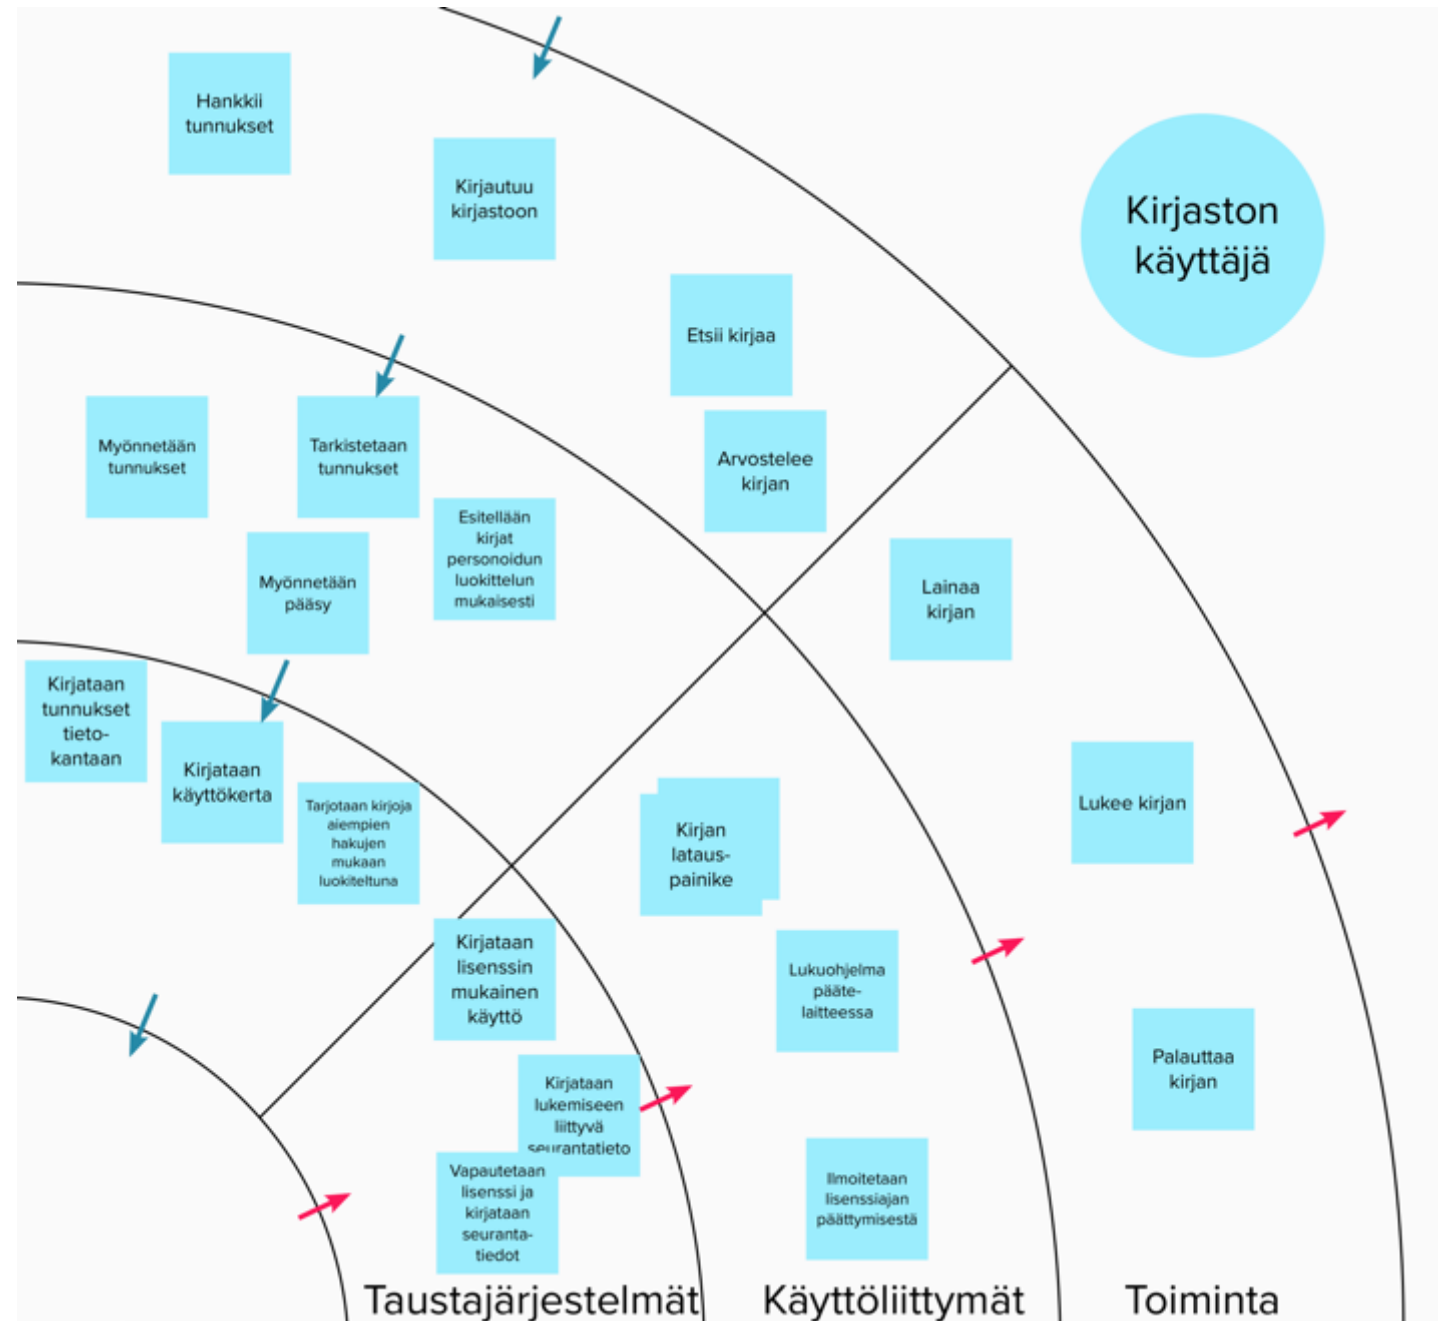 Hankkii
tunnukset
Kirjautuu
kirjastoon
Kirjaston
käyttäjä
Etsii kirjaa
Arvostelee
kirjan
Myönnetään
tunnukset
Tarkistetaan
tunnukset
Esitellään
kirjat
personoidun
luokittelun
mukaisesti
Myönnetään
pääsy
Lainaa
kirjan
Kirjataan
tunnukset
tieto-
kantaan
Kirjataan
käyttökerta
Tarjotaan kirjoja
aiempien
hakujen
mukaan
luokiteltuna
Kirjan
lataus-
painike
Lukee kirjan
Kirjataan
lisenssin
mukainen
käyttö
Lukuohjelma
pääte-
laitteessa
Kirjataan
lukemiseen
liittyvä
seurantatieto
Palauttaa
kirjan
Vapautetaan
lisenssi ja
kirjataan
seuranta-
tiedot
Ilmoitetaan
lisenssiajan
päättymisestä
Taustajärjestelmät
Käyttöliittymät
Toiminta